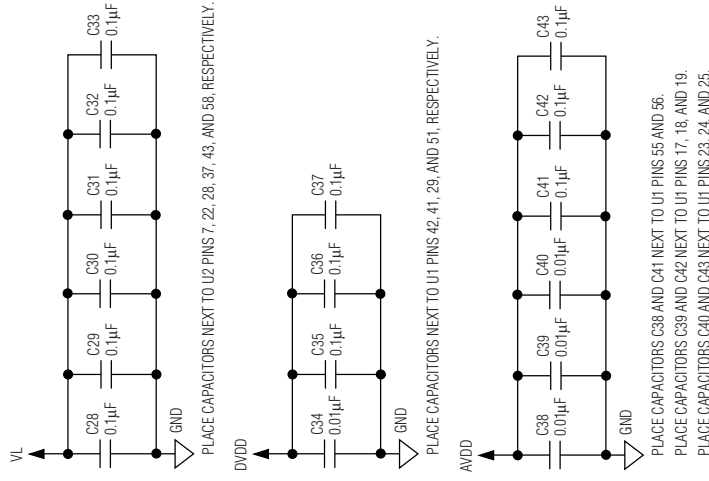 VL
C28
0.1µF
C29
0.1µF
C30
0.1µF
C31
0.1µF
C32
0.1µF
C33
0.1µF
GND
PLACE CAPACITORS NEXT TO U2 PINS 7, 22, 28, 37, 43, AND 58, RESPECTIVELY.
DVDD
C34
0.01µF
C35
0.1µF
C36
0.1µF
C37
0.1µF
GND
PLACE CAPACITORS NEXT TO U1 PINS 42, 41, 29, AND 51, RESPECTIVELY.
AVDD
C38
0.01µF
C39
0.01µF
C40
0.01µF
C41
0.1µF
C42
0.1µF
C43
0.1µF
GND
PLACE CAPACITORS C38 AND C41 NEXT TO U1 PINS 55 AND 56.
PLACE CAPACITORS C39 AND C42 NEXT TO U1 PINS 17, 18, AND 19.
PLACE CAPACITORS C40 AND C43 NEXT TO U1 PINS 23, 24, AND 25.